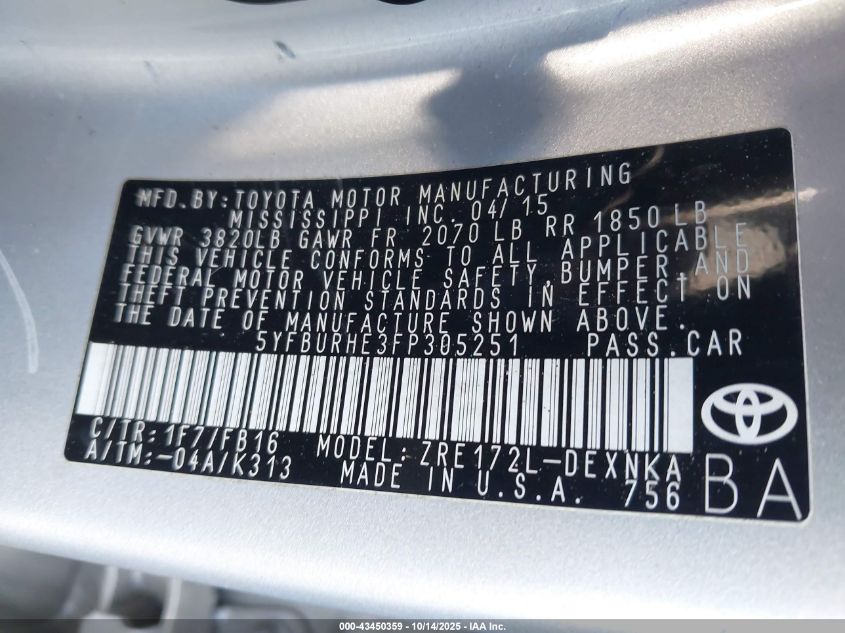 MFD. BY: TOYOTA MOTOR MANUFACTURING
MISSISSIPPI INC. 04/15
GVWR 3820LB GAWR FR 2070 LB RR 1850 LB
THIS VEHICLE CONFORMS TO ALL APPLICABLE
FEDERAL MOTOR VEHICLE SAFETY,BUMPER,AND
THEFT PREVENTION STANDARDS IN EFFECT ON
THE DATE OF MANUFACTURE SHOWN ABOVE.
5YFBURHE3FP305251 PASS.CAR
C/TR: 1F7/FB16 MODEL: ZRE172L-DEXNKA
A/TM:-04A/K313 MADE IN U.S.A. 756 BA
000-43450359 - 10/14/2025 - IAA Inc.